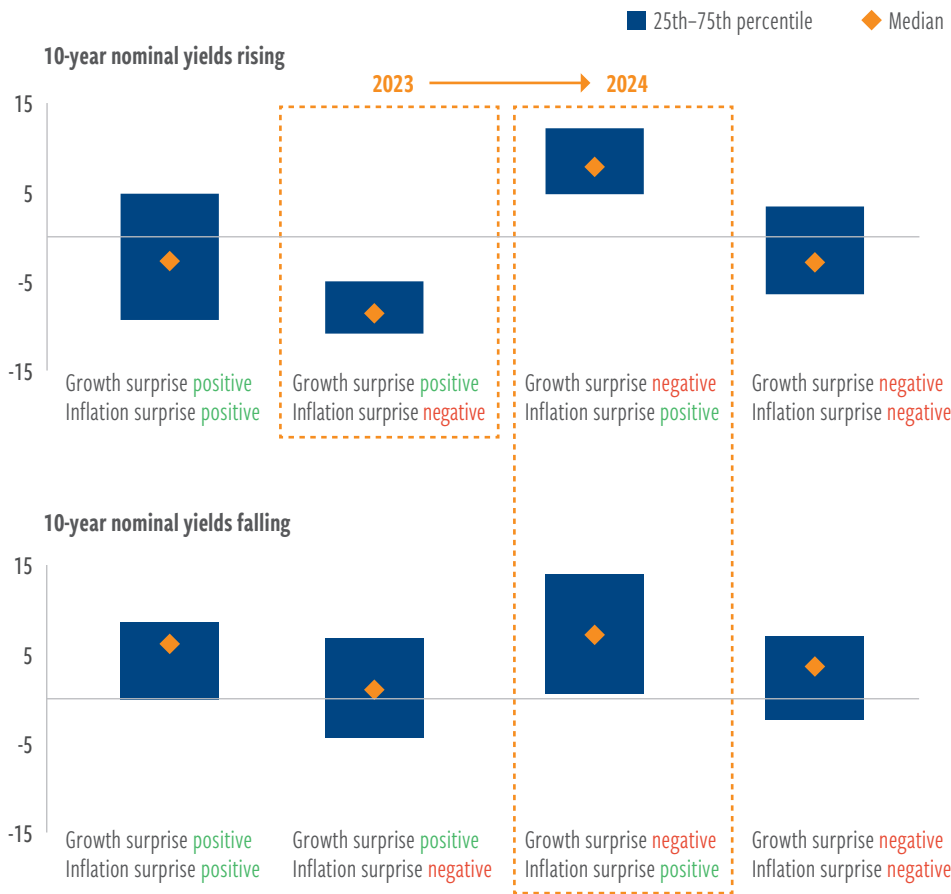 25th–75th percentile
Median
10-year nominal yields rising
2023
2024
15
5
-5
-15
Growth surprise positive
Inflation surprise positive
Growth surprise positive
Inflation surprise negative
Growth surprise negative
Inflation surprise positive
Growth surprise negative
Inflation surprise negative
10-year nominal yields falling
15
5
-5
-15
Growth surprise positive
Inflation surprise positive
Growth surprise positive
Inflation surprise negative
Growth surprise negative
Inflation surprise positive
Growth surprise negative
Inflation surprise negative